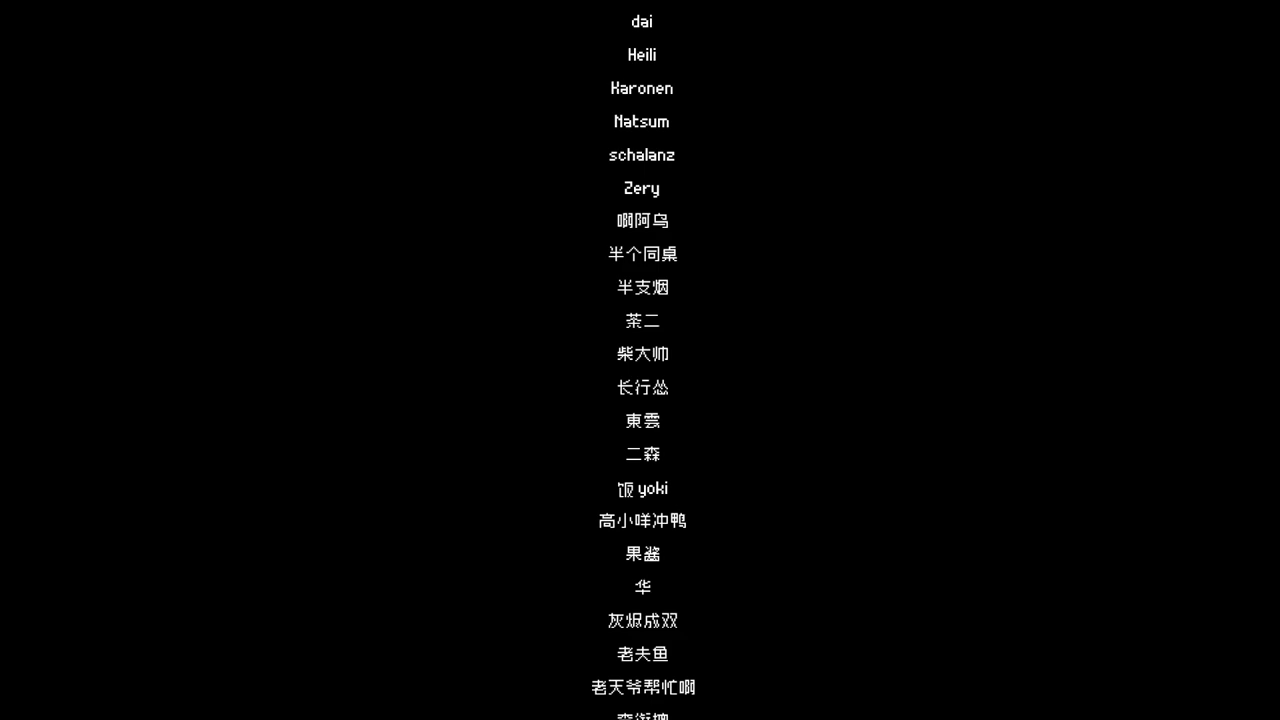 dai
Heili
Karonen
Natsum
schalanz
Zery
啊阿乌
半个同桌
半支烟
茶二
柴大帅
长行怂
東雲
二森
饭 yoki
高小咩冲鸭
果酱
华
灰烬成双
老夫鱼
老天爷帮忙啊